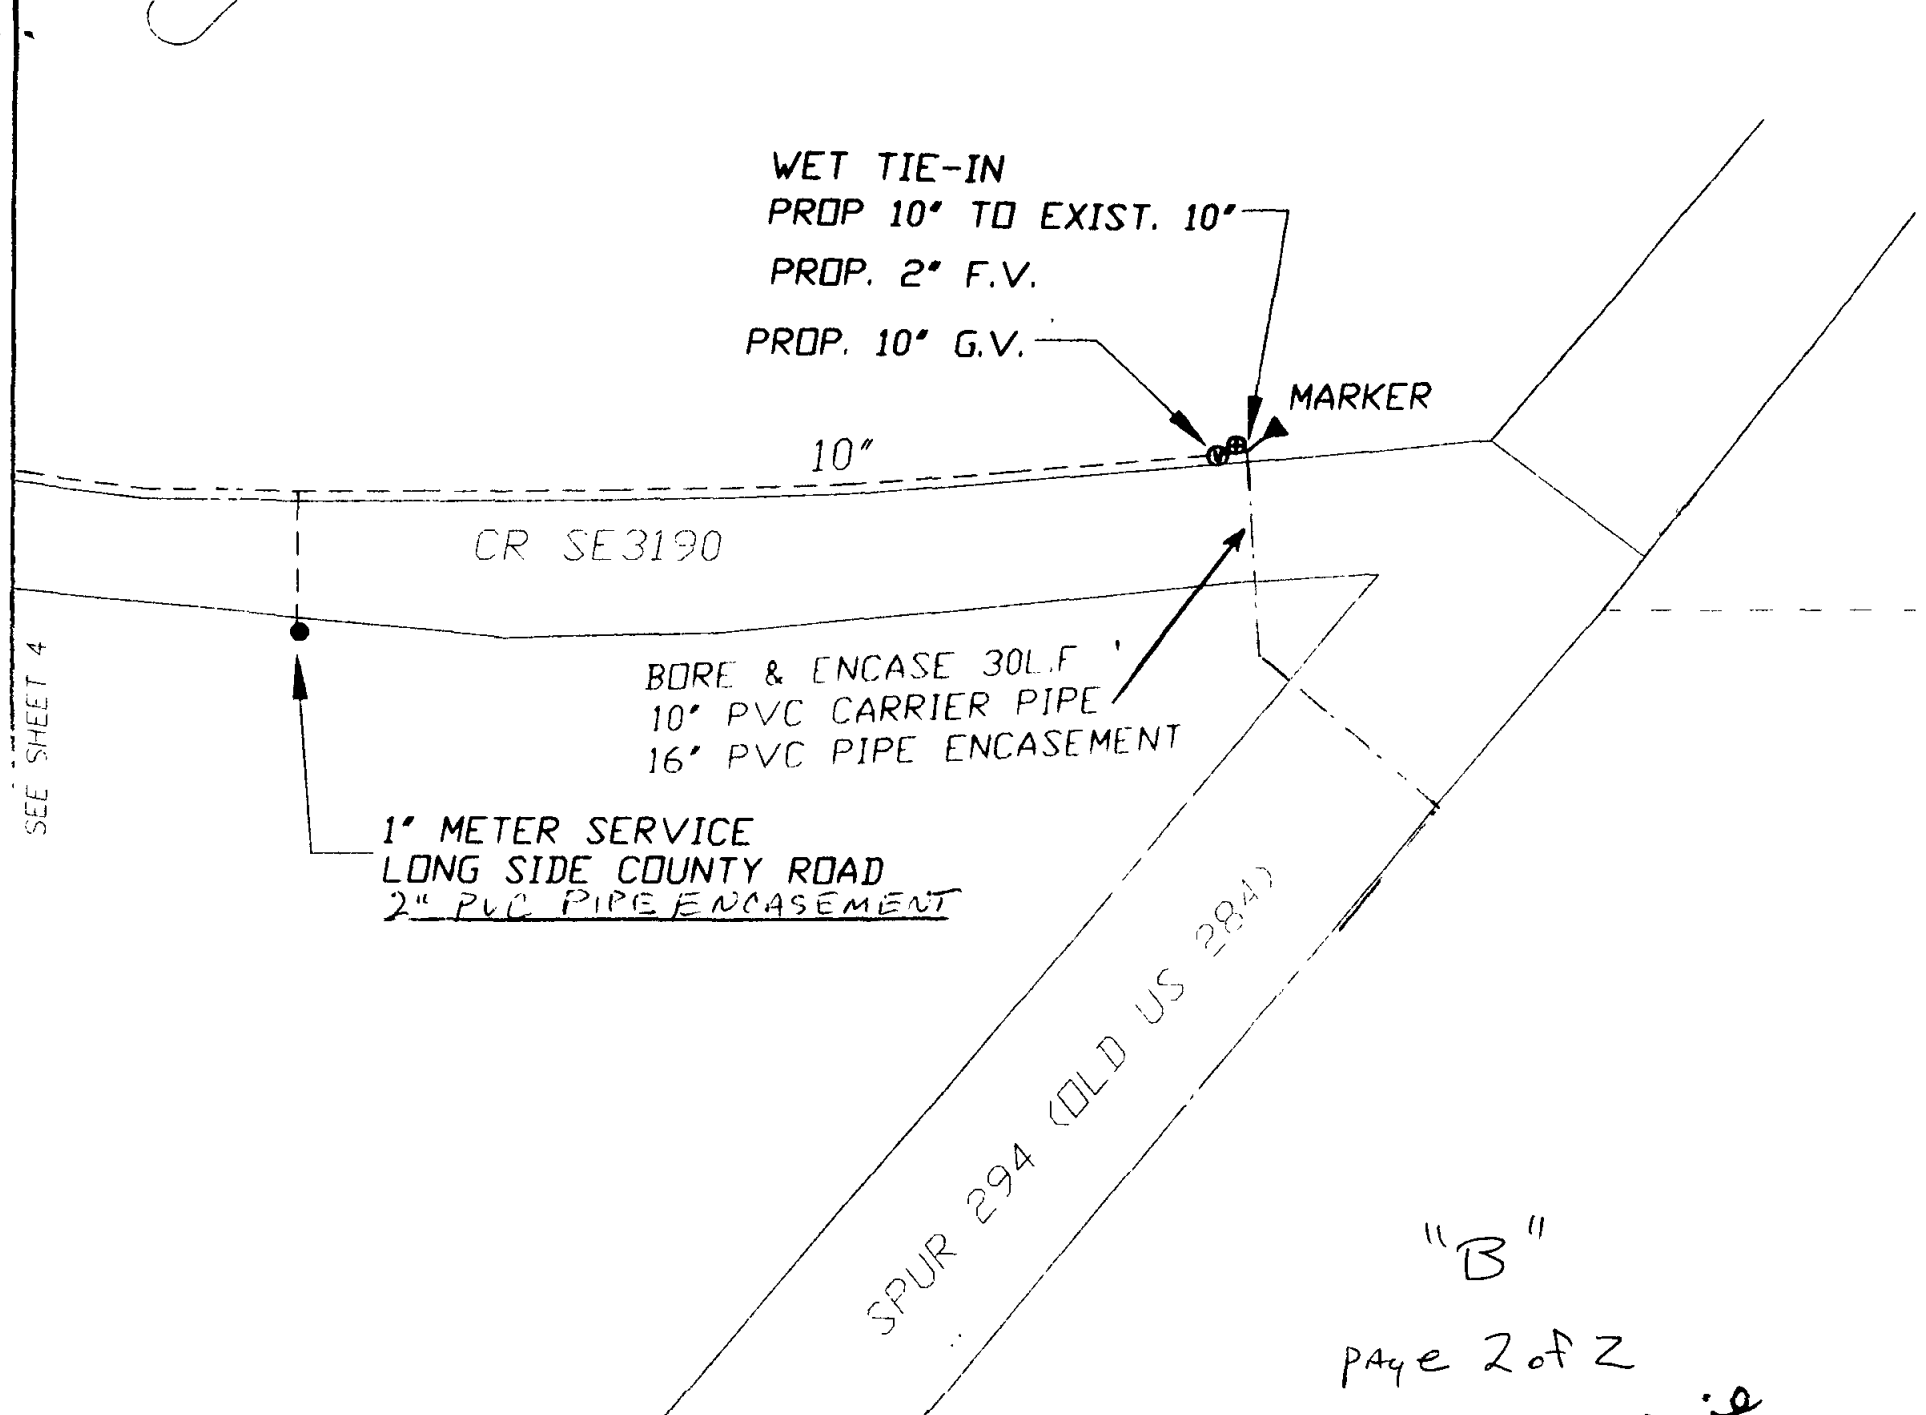 WET TIE-IN
PROP 10" TO EXIST. 10"
PROP. 2" F.V.
PROP. 10" G.V.
MARKER
10"
CR SE3190
SEE SHEET 4
BORE & ENCASE 30L.F
10" PVC CARRIER PIPE
16" PVC PIPE ENCASEMENT
1" METER SERVICE
LONG SIDE COUNTY ROAD
2" PVC PIPE ENCASEMENT
SPUR 294 (OLD US 284)
"B"
PAge 2 of 2